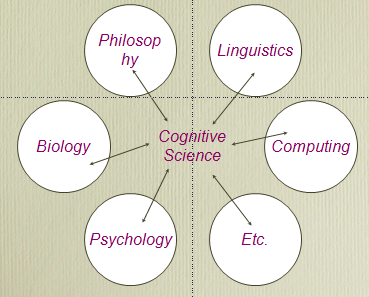 Philosop
hy
Linguistics
Biology
Cognitive
Science
Computing
Psychology
Etc.